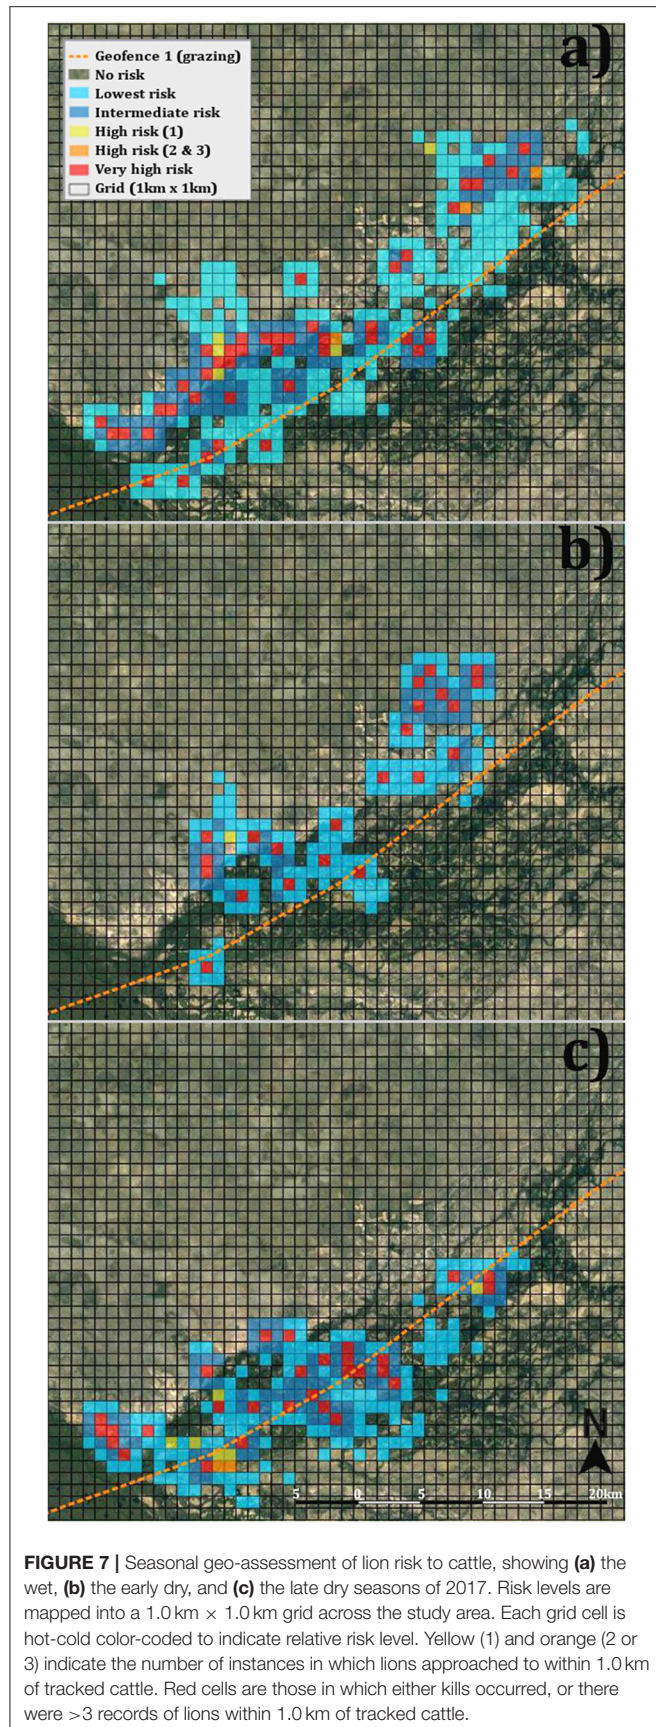 a)
Geofence 1 (grazing)
No risk
Lowest risk
Intermediate risk
High risk (1)
High risk (2 & 3)
Very high risk
Grid (1km x 1km)
b)
c)
N
5 0 5 10 15 20km
FIGURE 7 | Seasonal geo-assessment of lion risk to cattle, showing (a) the
wet, (b) the early dry, and (c) the late dry seasons of 2017. Risk levels are
mapped into a 1.0 km × 1.0 km grid across the study area. Each grid cell is
hot-cold color-coded to indicate relative risk level. Yellow (1) and orange (2 or
3) indicate the number of instances in which lions approached to within 1.0 km
of tracked cattle. Red cells are those in which either kills occurred, or there
were >3 records of lions within 1.0 km of tracked cattle.